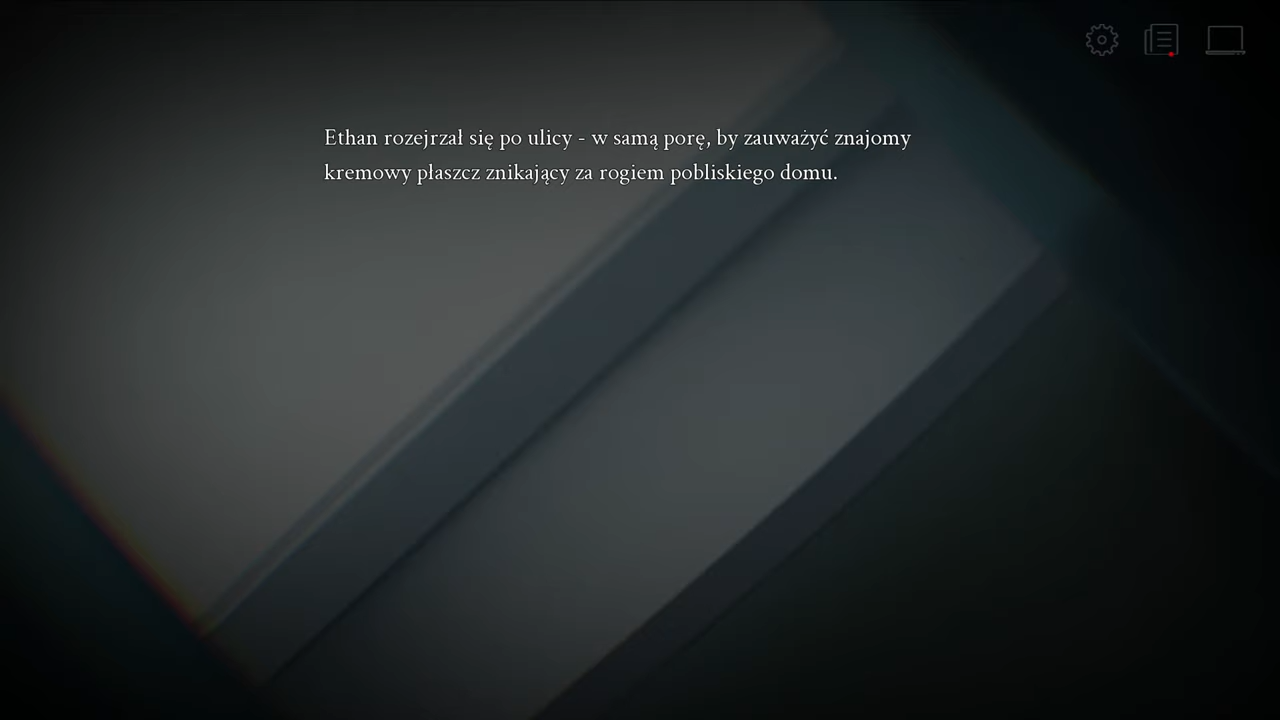 Ethan rozejrzał się po ulicy - w samą porę, by zauważyć znajomy
kremowy płaszcz znikający za rogiem pobliskiego domu.